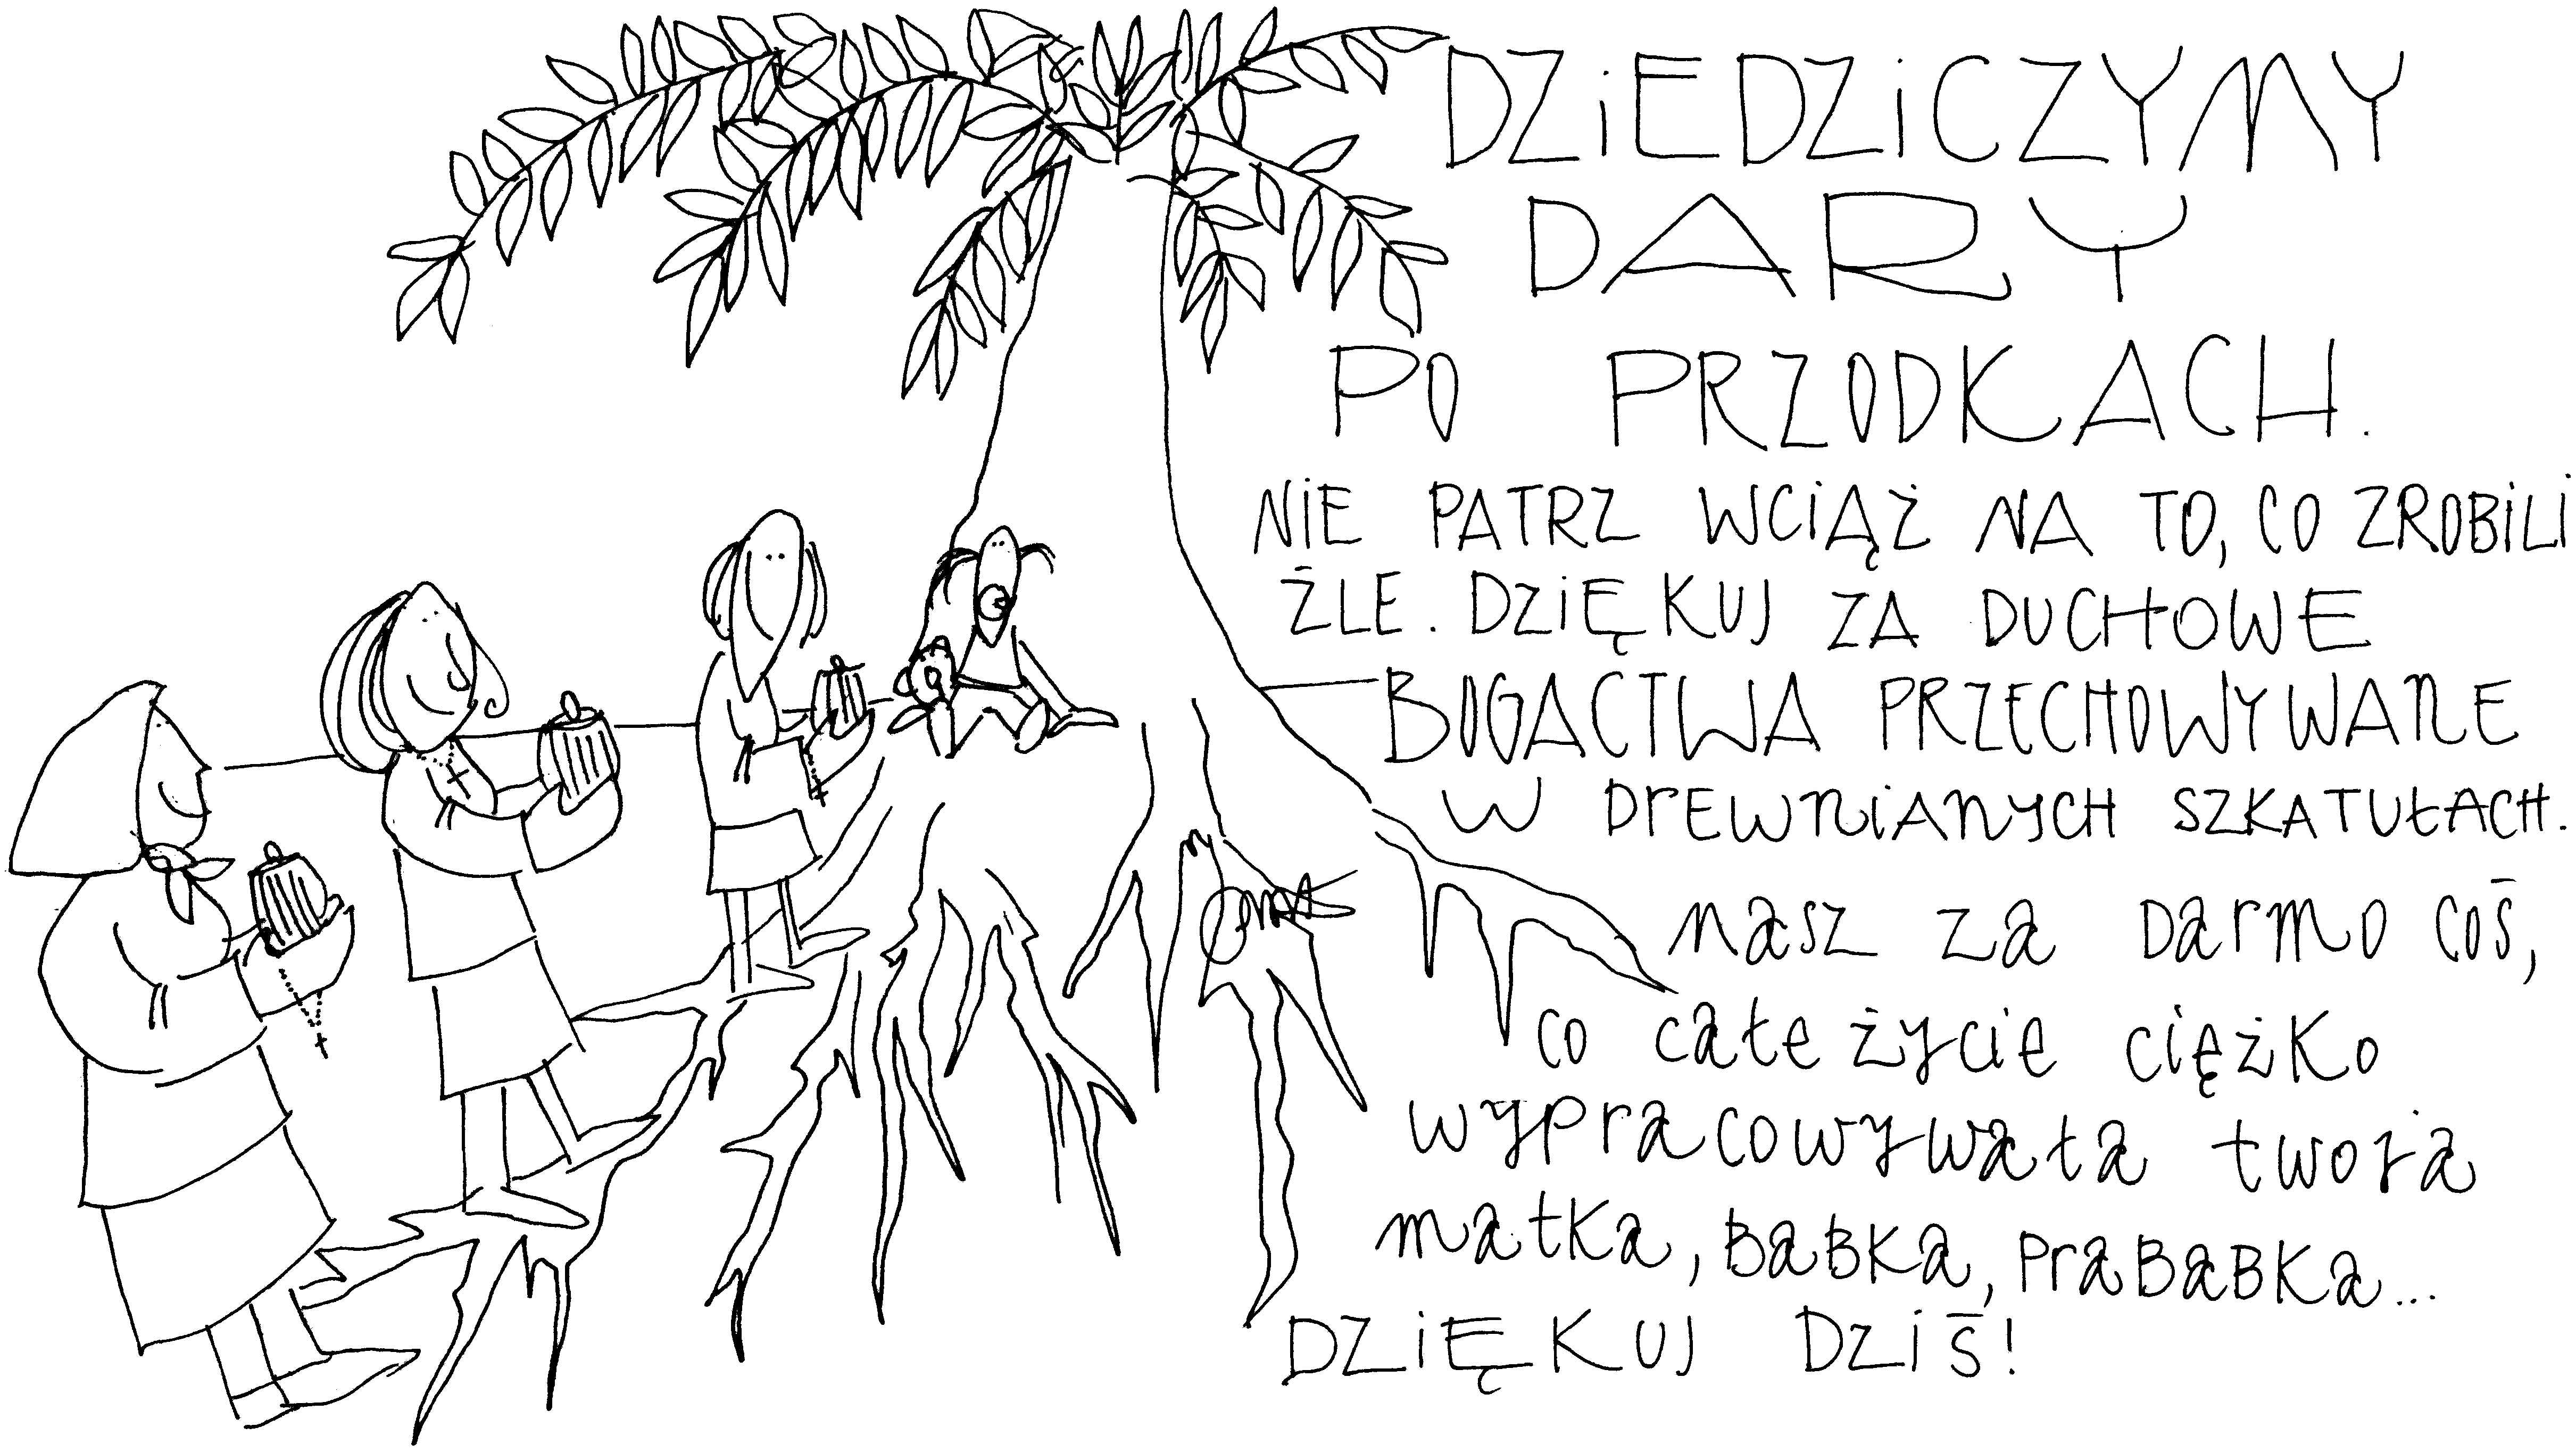 DZiEDZiCZYMY
DARY
PO PRZODKACH.
NiE PATRZ WCiĄŻ NA TO, CO ZROBiLi
ŹLE. DZiĘKUJ ZA DUCHOWE
BOGACTWA PRZECHOWYWANE
W DREWNiANYCH SZKATUŁACH.
masz za darmo coś,
co całe życie ciężko
wypracowywała twoja
matka, babka, prababka...
DZiĘKUJ DZiŚ!